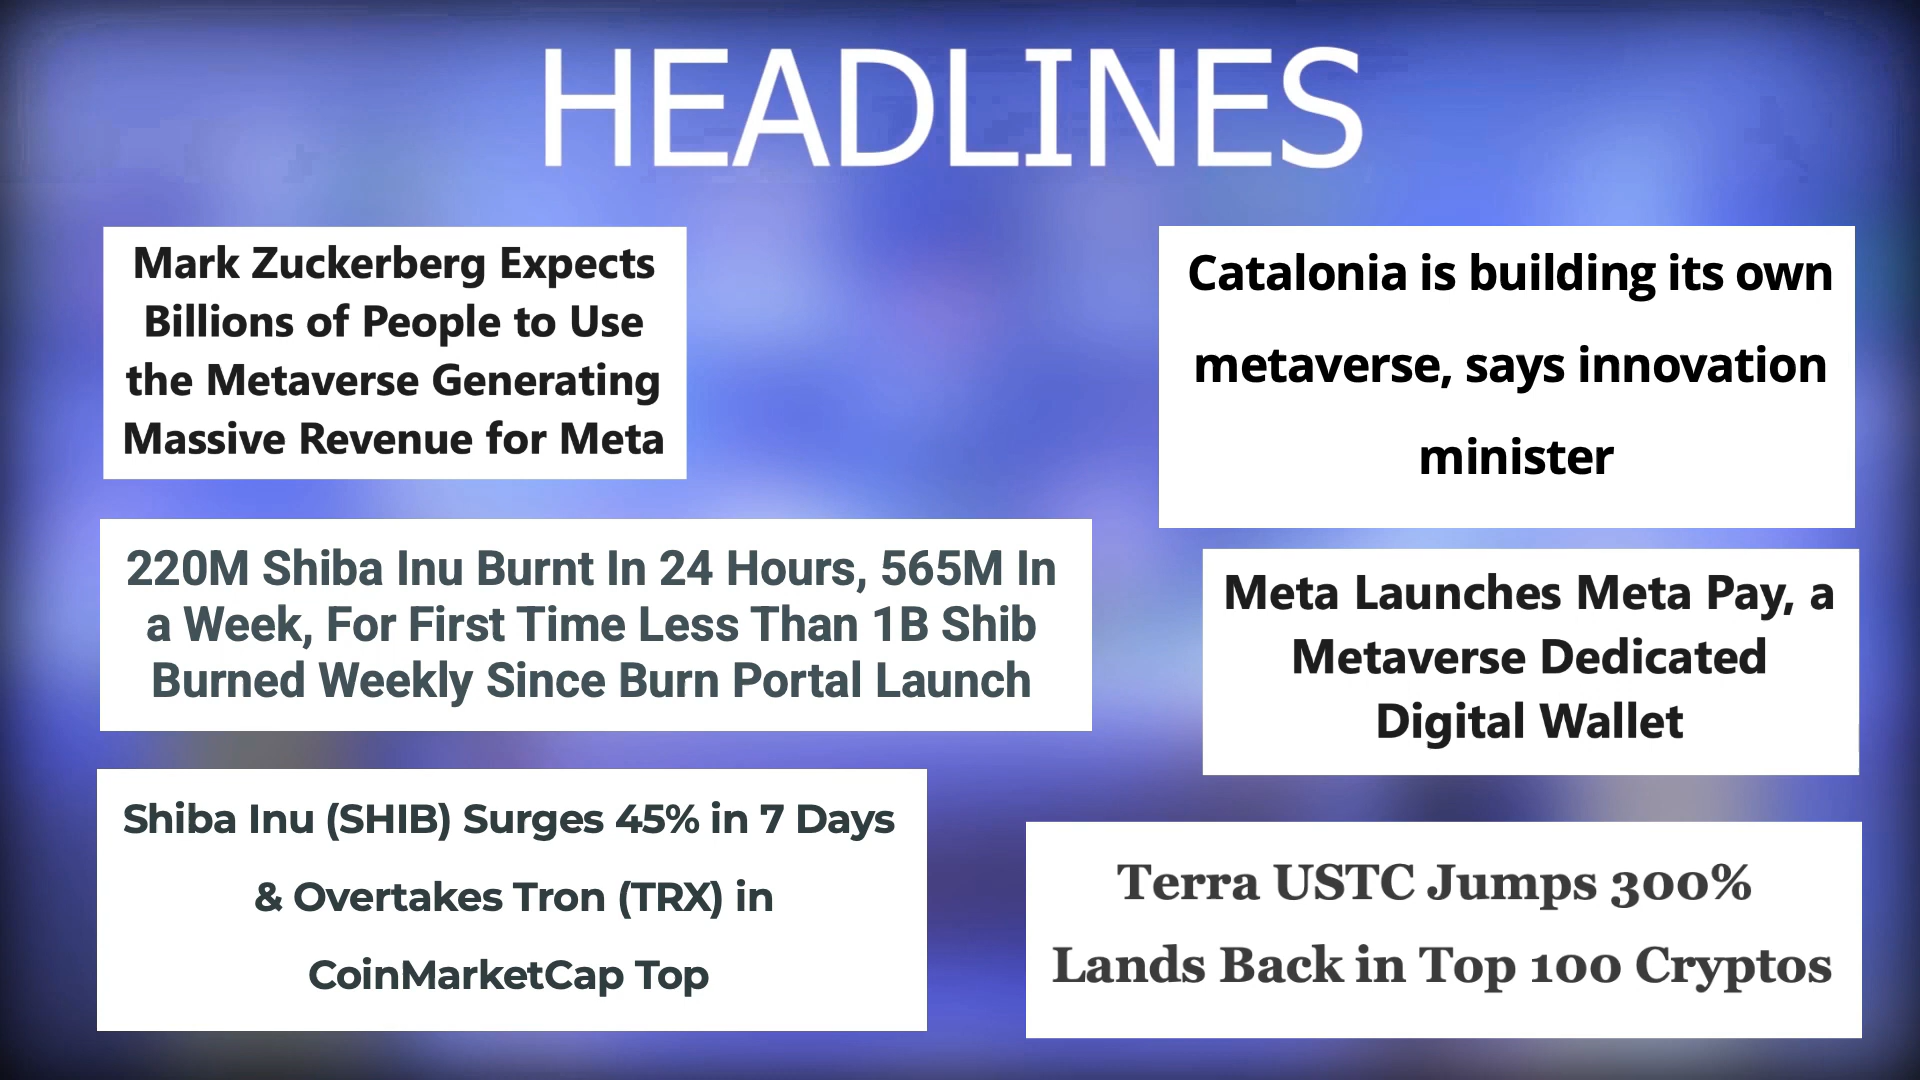 HEADLINES
Mark Zuckerberg Expects
Billions of People to Use
the Metaverse Generating
Massive Revenue for Meta
Catalonia is building its own
metaverse, says innovation
minister
220M Shiba Inu Burnt In 24 Hours, 565M In
a Week, For First Time Less Than 1B Shib
Burned Weekly Since Burn Portal Launch
Meta Launches Meta Pay, a
Metaverse Dedicated
Digital Wallet
Shiba Inu (SHIB) Surges 45% in 7 Days
& Overtakes Tron (TRX) in
CoinMarketCap Top
Terra USTC Jumps 300%
Lands Back in Top 100 Cryptos